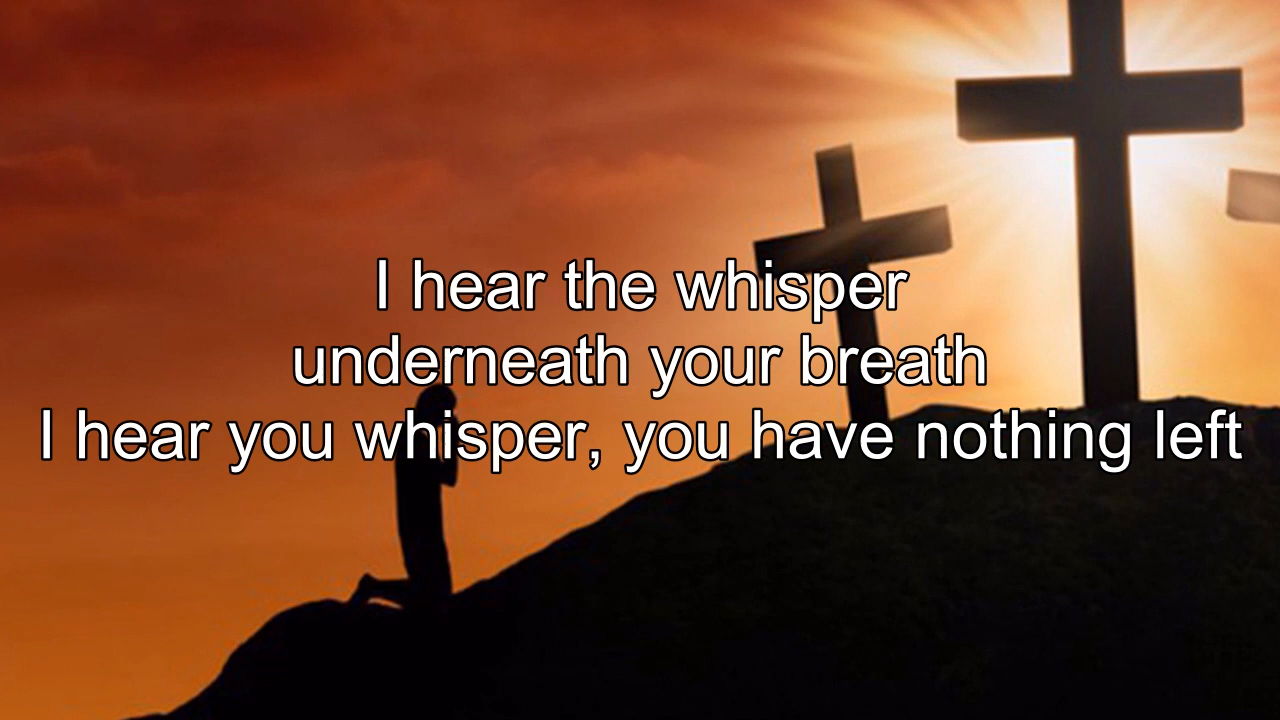 I hear the whisper
underneath your breath
I hear you whisper, you have nothing left